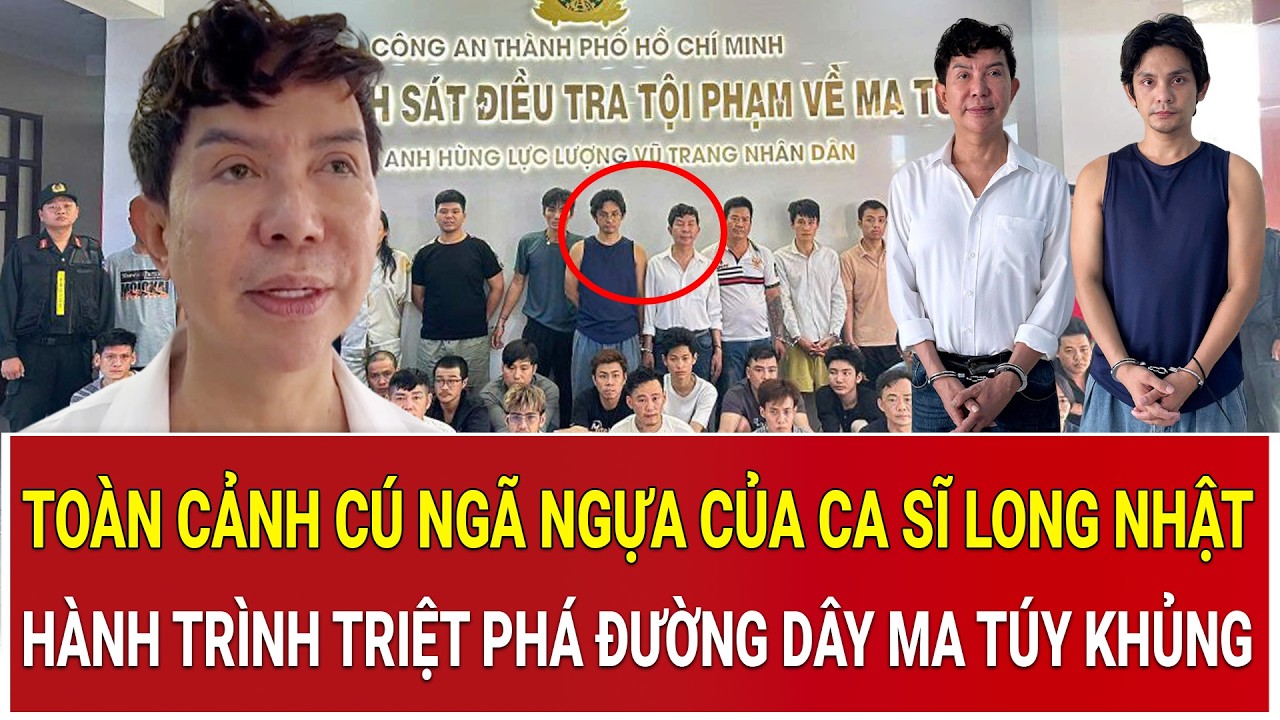 CÔNG AN THÀNH PHỐ HỒ CHÍ MINH
H SÁT ĐIỀU TRA TỘI PHẠM VỀ MA T
ANH HÙNG LỰC LƯỢNG VŨ TRANG NHÂN DÂN
TOÀN CẢNH CÚ NGÃ NGỰA CỦA CA SĨ LONG NHẬT
HÀNH TRÌNH TRIỆT PHÁ ĐƯỜNG DÂY MA TÚY KHỦNG